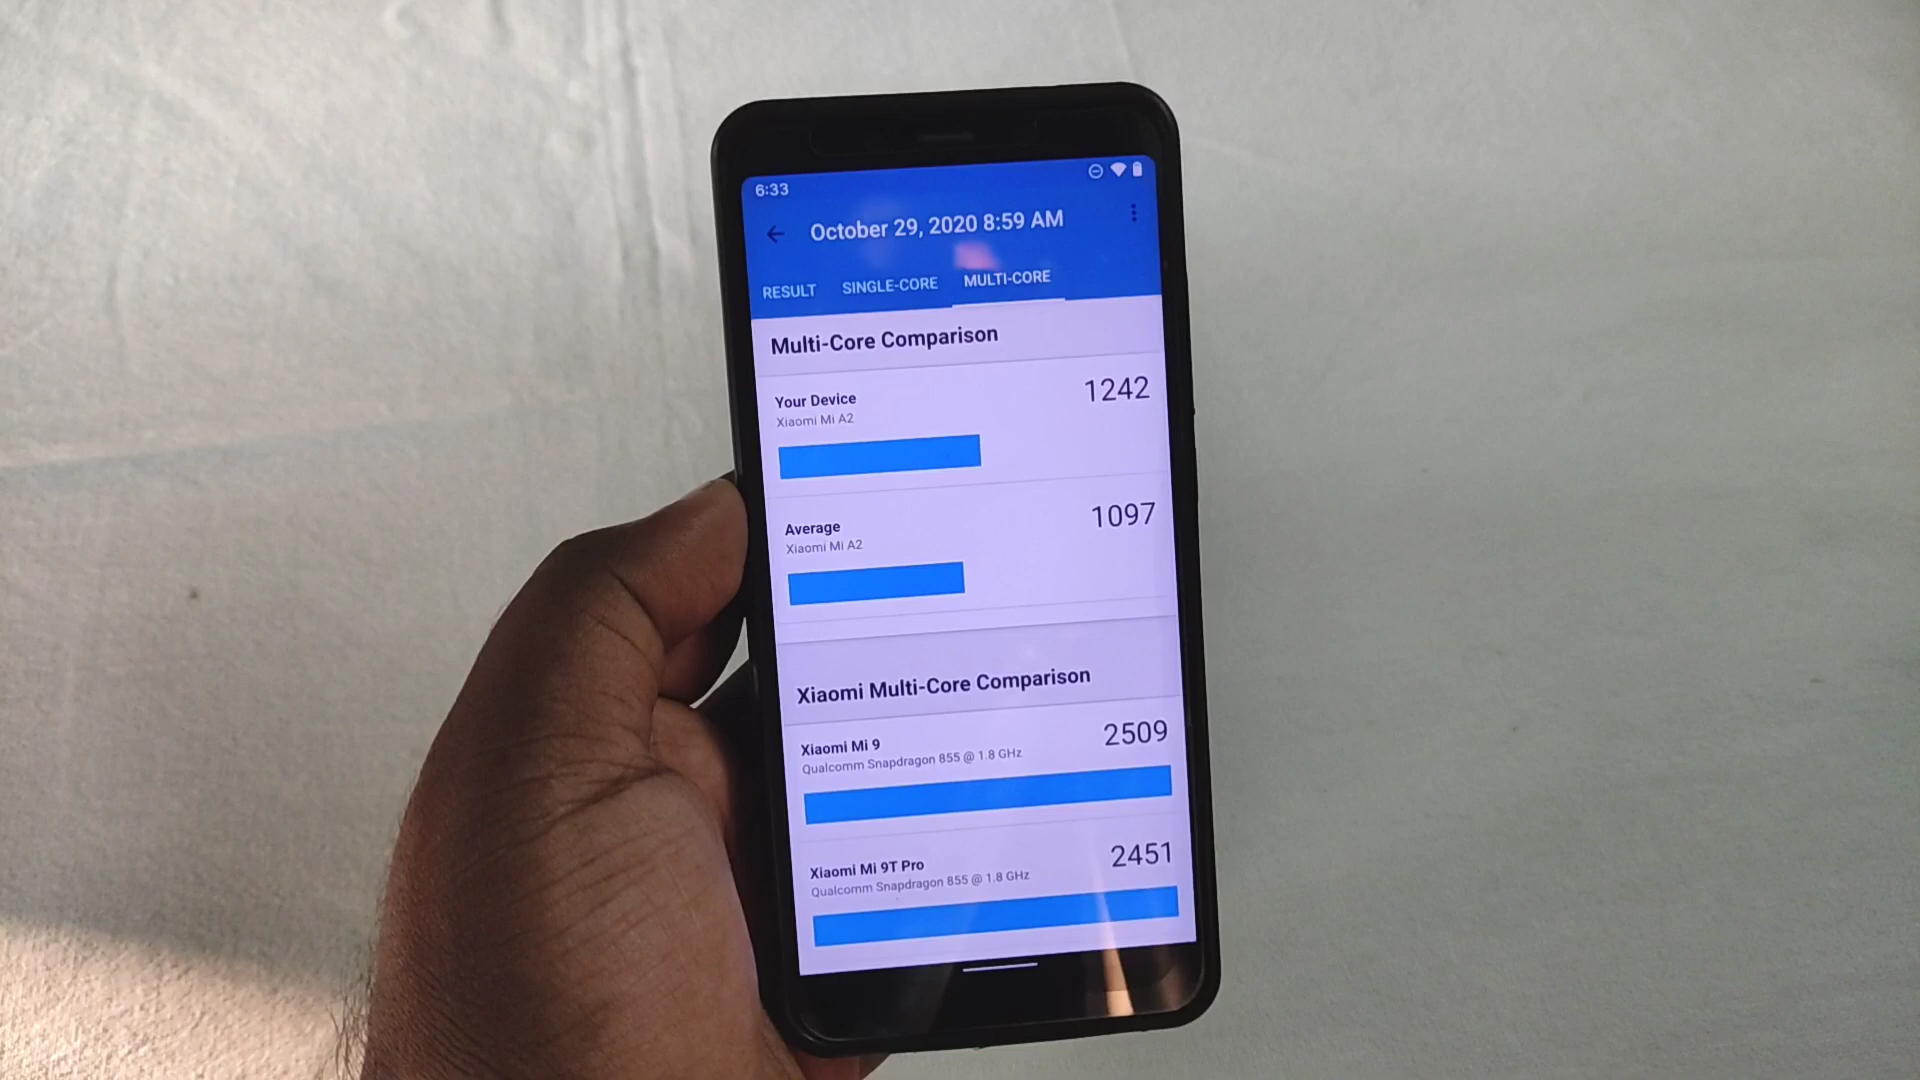 6:33
October 29, 2020 8:59 AM
RESULT SINGLE-CORE MULTI-CORE
Multi-Core Comparison
Your Device
1242
Xiaomi Mi A2
Average
1097
Xiaomi Mi A2
Xiaomi Multi-Core Comparison
Xiaomi Mi 9
2509
Qualcomm Snapdragon 855 @ 1.8 GHz
Xiaomi Mi 9T Pro
2451
Qualcomm Snapdragon 855 @ 1.8 GHz